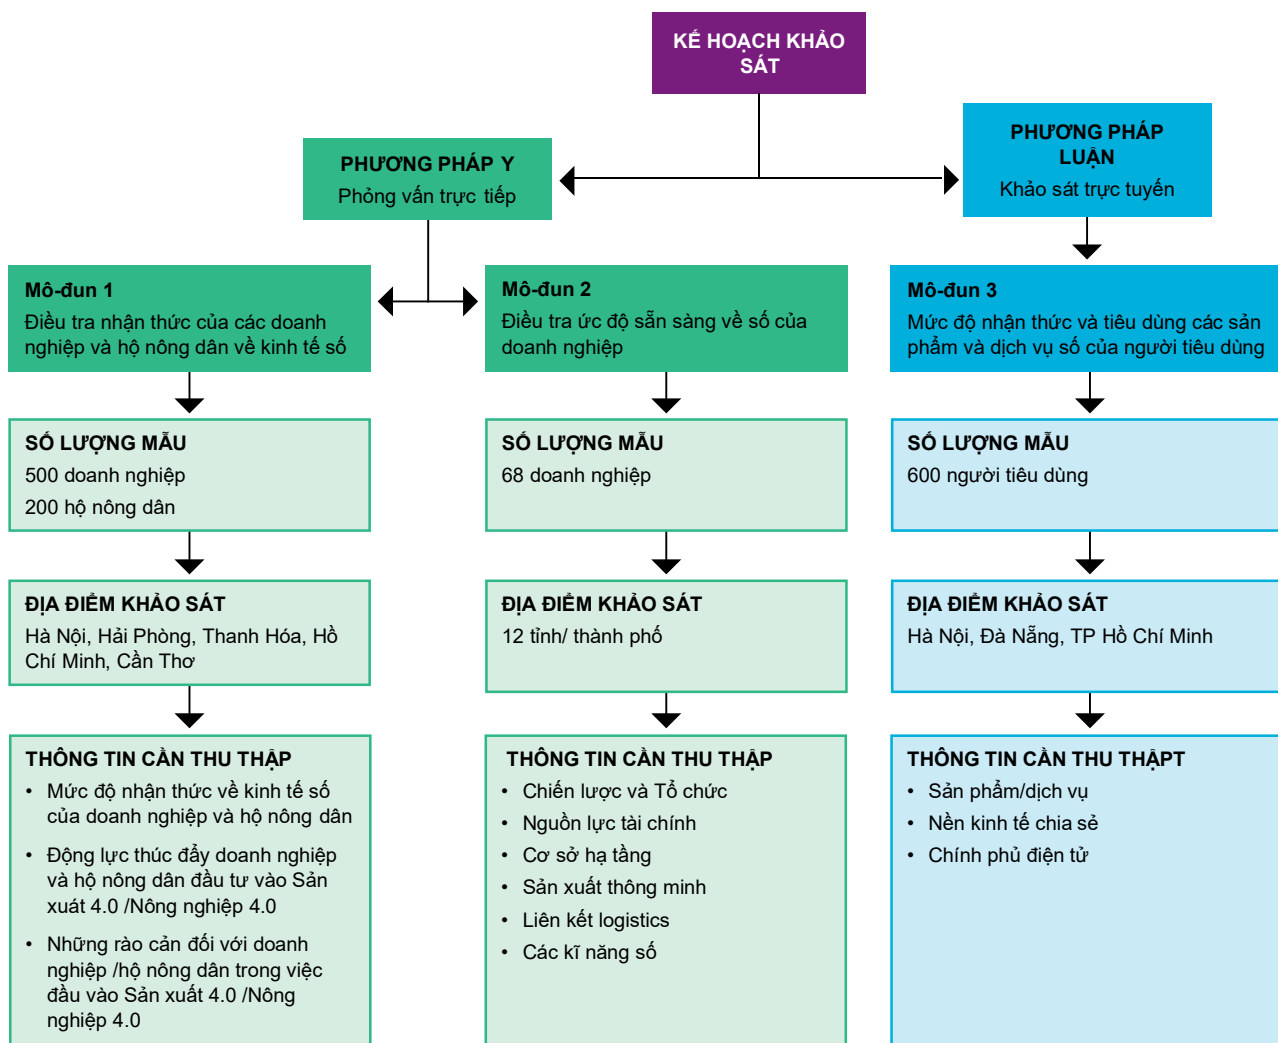 KẾ HOẠCH KHẢO
SÁT
PHƯƠNG PHÁP Y
Phỏng vấn trực tiếp
PHƯƠNG PHÁP
LUẬN
Khảo sát trực tuyến
Mô-đun 1
Điều tra nhận thức của các doanh
nghiệp và hộ nông dân về kinh tế số
SỐ LƯỢNG MẪU
500 doanh nghiệp
200 hộ nông dân
ĐỊA ĐIỂM KHẢO SÁT
Hà Nội, Hải Phòng, Thanh Hóa, Hồ
Chí Minh, Cần Thơ
THÔNG TIN CẦN THU THẬP
• Mức độ nhận thức về kinh tế số
của doanh nghiệp và hộ nông dân
• Động lực thúc đẩy doanh nghiệp
và hộ nông dân đầu tư vào Sản
xuát 4.0 /Nông nghiệp 4.0
• Những rào cản đối với doanh
nghiệp /hộ nông dân trong việc
đầu vào Sản xuất 4.0 /Nông
nghiệp 4.0
Mô-đun 2
Điều tra ức độ sẵn sàng về số của
doanh nghiệp
SỐ LƯỢNG MẪU
68 doanh nghiệp
ĐỊA ĐIỂM KHẢO SÁT
12 tỉnh/ thành phố
THÔNG TIN CẦN THU THẬP
• Chiến lược và Tổ chức
• Nguồn lực tài chính
• Cơ sở hạ tầng
• Sản xuất thông minh
• Liên kết logistics
• Các kĩ năng số
Mô-đun 3
Mức độ nhận thức và tiêu dùng các sản
phẩm và dịch vụ số của người tiêu dùng
SỐ LƯỢNG MẪU
600 người tiêu dùng
ĐỊA ĐIỂM KHẢO SÁT
Hà Nội, Đà Nẵng, TP Hồ Chí Minh
THÔNG TIN CẦN THU THẬPT
• Sản phẩm/dịch vụ
• Nền kinh tế chia sẻ
• Chính phủ điện tử